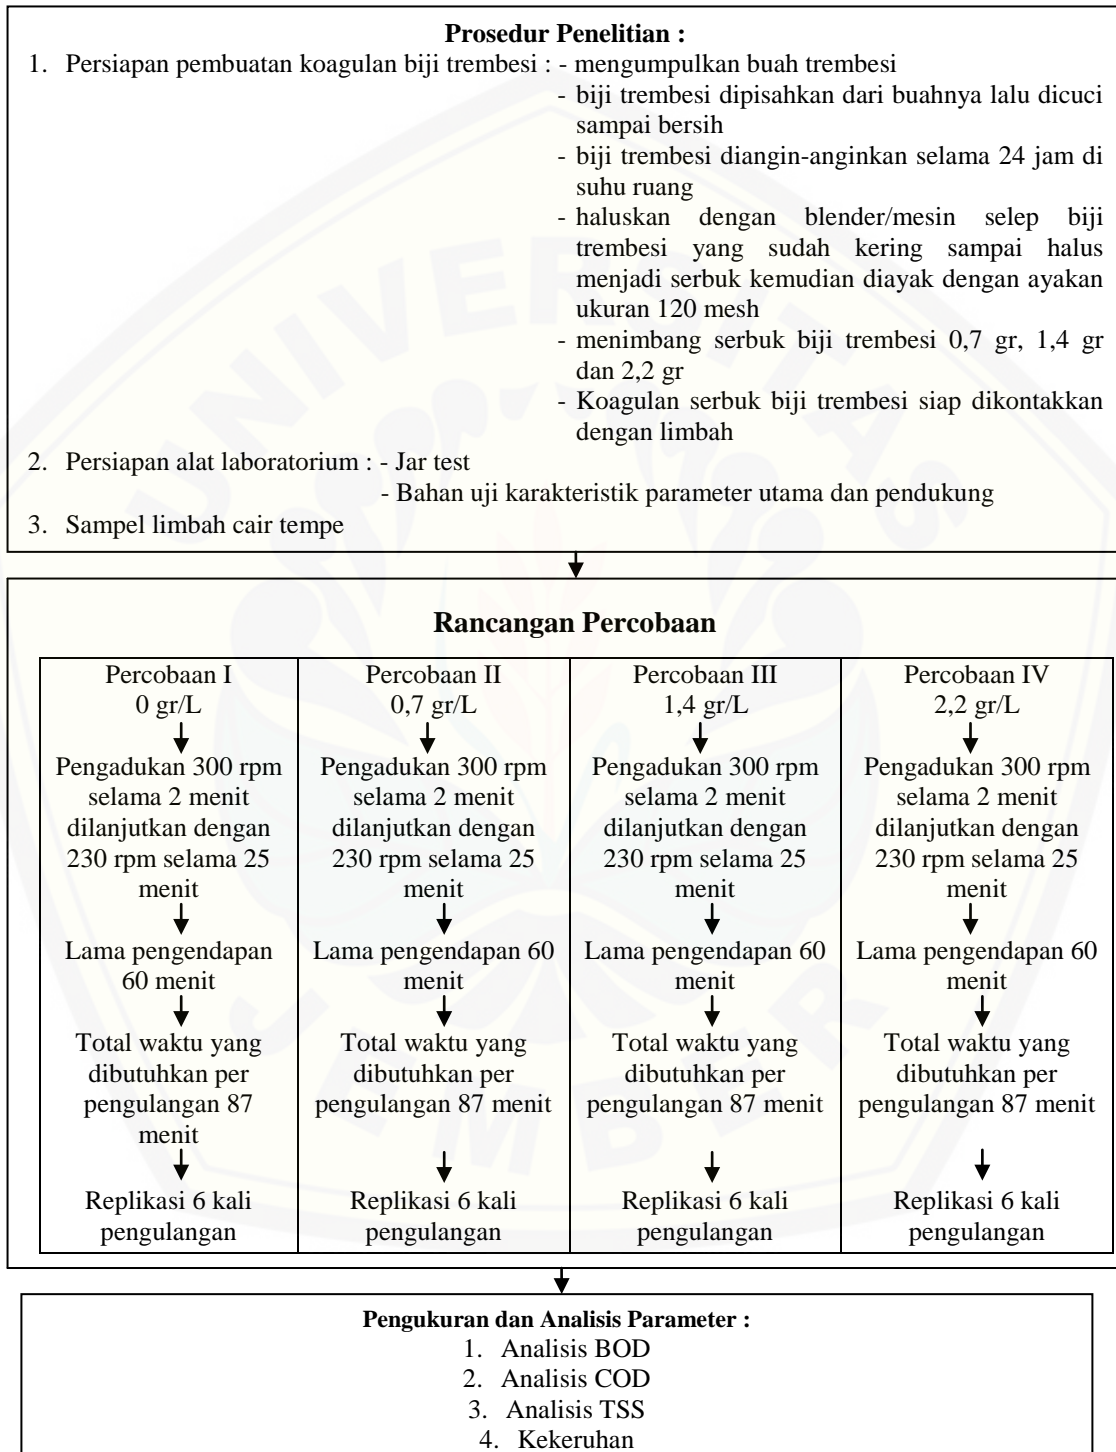 Prosedur Penelitian :
1. Persiapan pembuatan koagulan biji trembesi : - mengumpulkan buah trembesi
- biji trembesi dipisahkan dari buahnya lalu dicuci
sampai bersih
- biji trembesi diangin-anginkan selama 24 jam di
suhu ruang
- haluskan dengan blender/mesin selep biji
trembesi yang sudah kering sampai halus
menjadi serbuk kemudian diayak dengan ayakan
ukuran 120 mesh
- menimbang serbuk biji trembesi 0,7 gr, 1,4 gr
dan 2,2 gr
- Koagulan serbuk biji trembesi siap dikontakkan
dengan limbah
2. Persiapan alat laboratorium : - Jar test
- Bahan uji karakteristik parameter utama dan pendukung
3. Sampel limbah cair tempe
Rancangan Percobaan
Percobaan I
0 gr/L
Pengadukan 300 rpm
selama 2 menit
dilanjutkan dengan
230 rpm selama 25
menit
Lama pengendapan
60 menit
Total waktu yang
dibutuhkan per
pengulangan 87
menit
Replikasi 6 kali
pengulangan
Percobaan II
0,7 gr/L
Pengadukan 300 rpm
selama 2 menit
dilanjutkan dengan
230 rpm selama 25
menit
Lama pengendapan 60
menit
Total waktu yang
dibutuhkan per
pengulangan 87 menit
Replikasi 6 kali
pengulangan
Percobaan III
1,4 gr/L
Pengadukan 300 rpm
selama 2 menit
dilanjutkan dengan
230 rpm selama 25
menit
Lama pengendapan 60
menit
Total waktu yang
dibutuhkan per
pengulangan 87 menit
Replikasi 6 kali
pengulangan
Percobaan IV
2,2 gr/L
Pengadukan 300 rpm
selama 2 menit
dilanjutkan dengan
230 rpm selama 25
menit
Lama pengendapan 60
menit
Total waktu yang
dibutuhkan per
pengulangan 87 menit
Replikasi 6 kali
pengulangan
Pengukuran dan Analisis Parameter :
1. Analisis BOD
2. Analisis COD
3. Analisis TSS
4. Kekeruhan
UNIVERSITAS
JEMBER